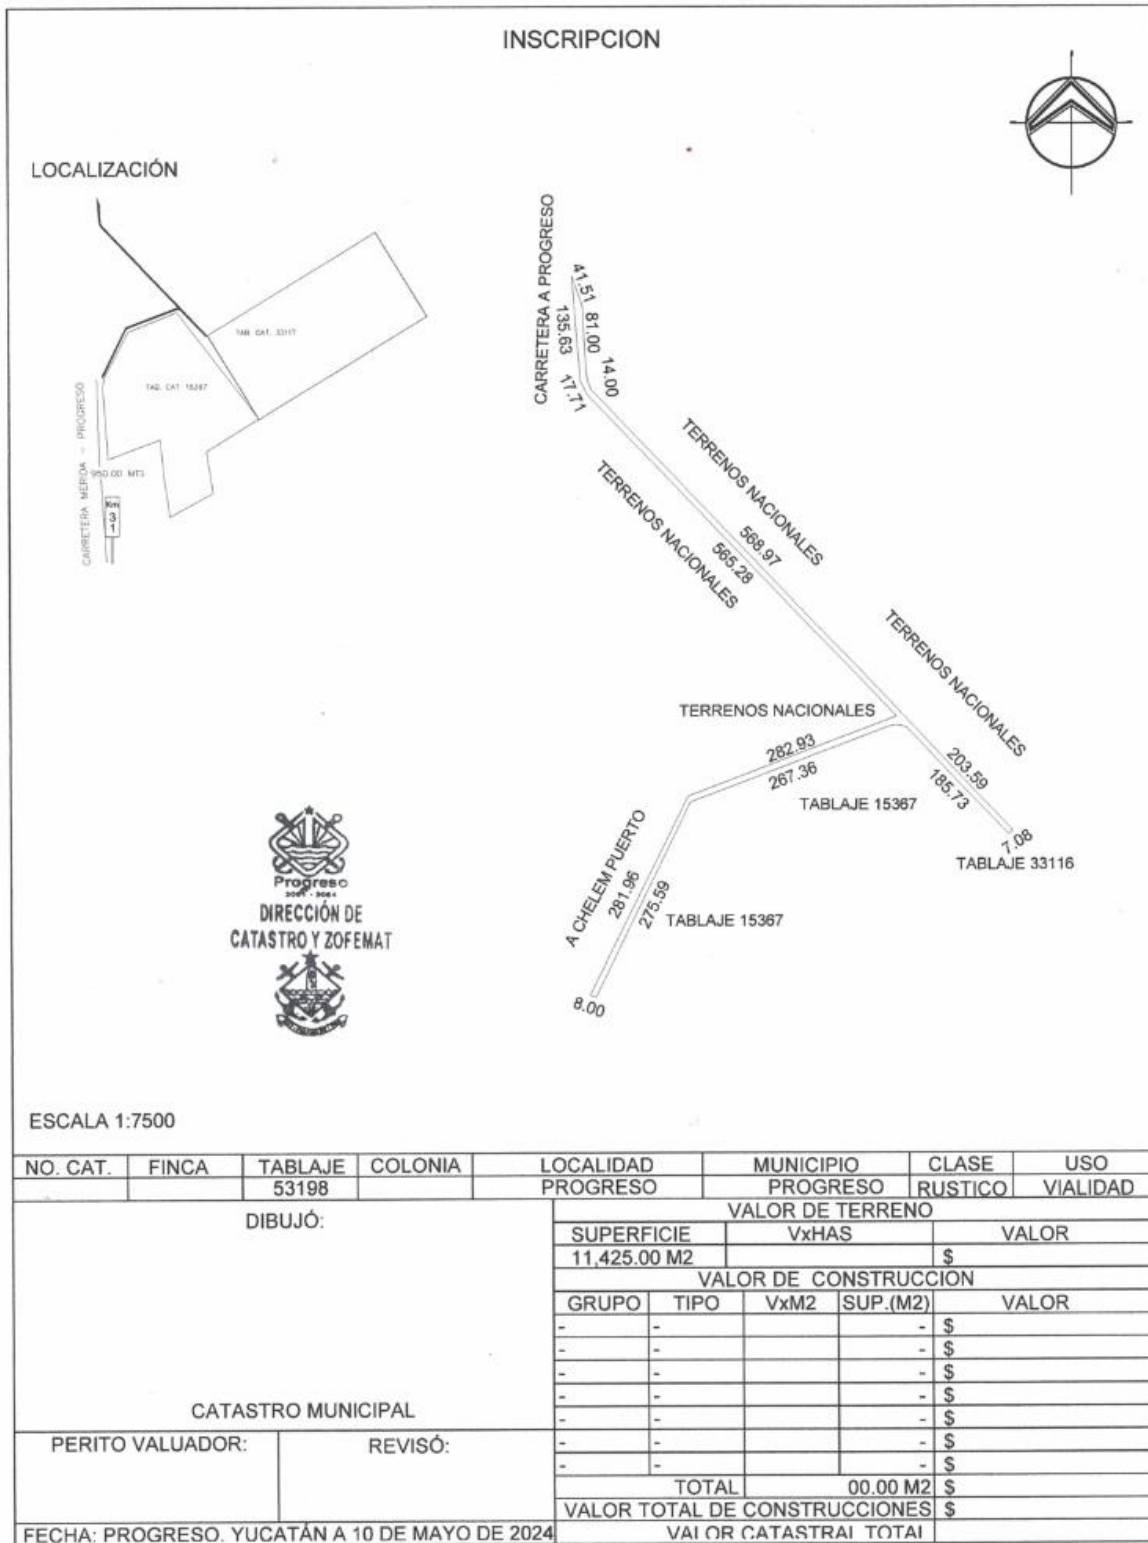 INSCRIPCION
LOCALIZACIÓN
TAB. CAT. 33117
TAB. CAT 15367
CARRETERA MERIDA - PROGRESO
950.00 MTS
Km
3
1
CARRETERA A PROGRESO
41.51
81.00
14.00
135.63
17.71
TERRENOS NACIONALES
TERRENOS NACIONALES
568.97
565.28
TERRENOS NACIONALES
TERRENOS NACIONALES
282.93
267.36
203.59
185.73
7.08
TABLAJE 15367
TABLAJE 33116
A CHELEM PUERTO
281.96
275.59
TABLAJE 15367
8.00
Progreso
2021 - 2024
DIRECCIÓN DE
CATASTRO Y ZOFEMAT
ESCALA 1:7500
NO. CAT. FINCA TABLAJE COLONIA LOCALIDAD MUNICIPIO CLASE USO
53198 PROGRESO PROGRESO RUSTICO VIALIDAD
DIBUJÓ:
VALOR DE TERRENO
SUPERFICIE VxHAS VALOR
11,425.00 M2 $
VALOR DE CONSTRUCCION
GRUPO TIPO VxM2 SUP.(M2) VALOR
- - - $
- - - $
- - - $
- - - $
- - - $
- - - $
- - - $
CATASTRO MUNICIPAL
PERITO VALUADOR: REVISÓ:
TOTAL 00.00 M2 $
VALOR TOTAL DE CONSTRUCCIONES $
FECHA: PROGRESO. YUCATÁN A 10 DE MAYO DE 2024 VALOR CATASTRAL TOTAL